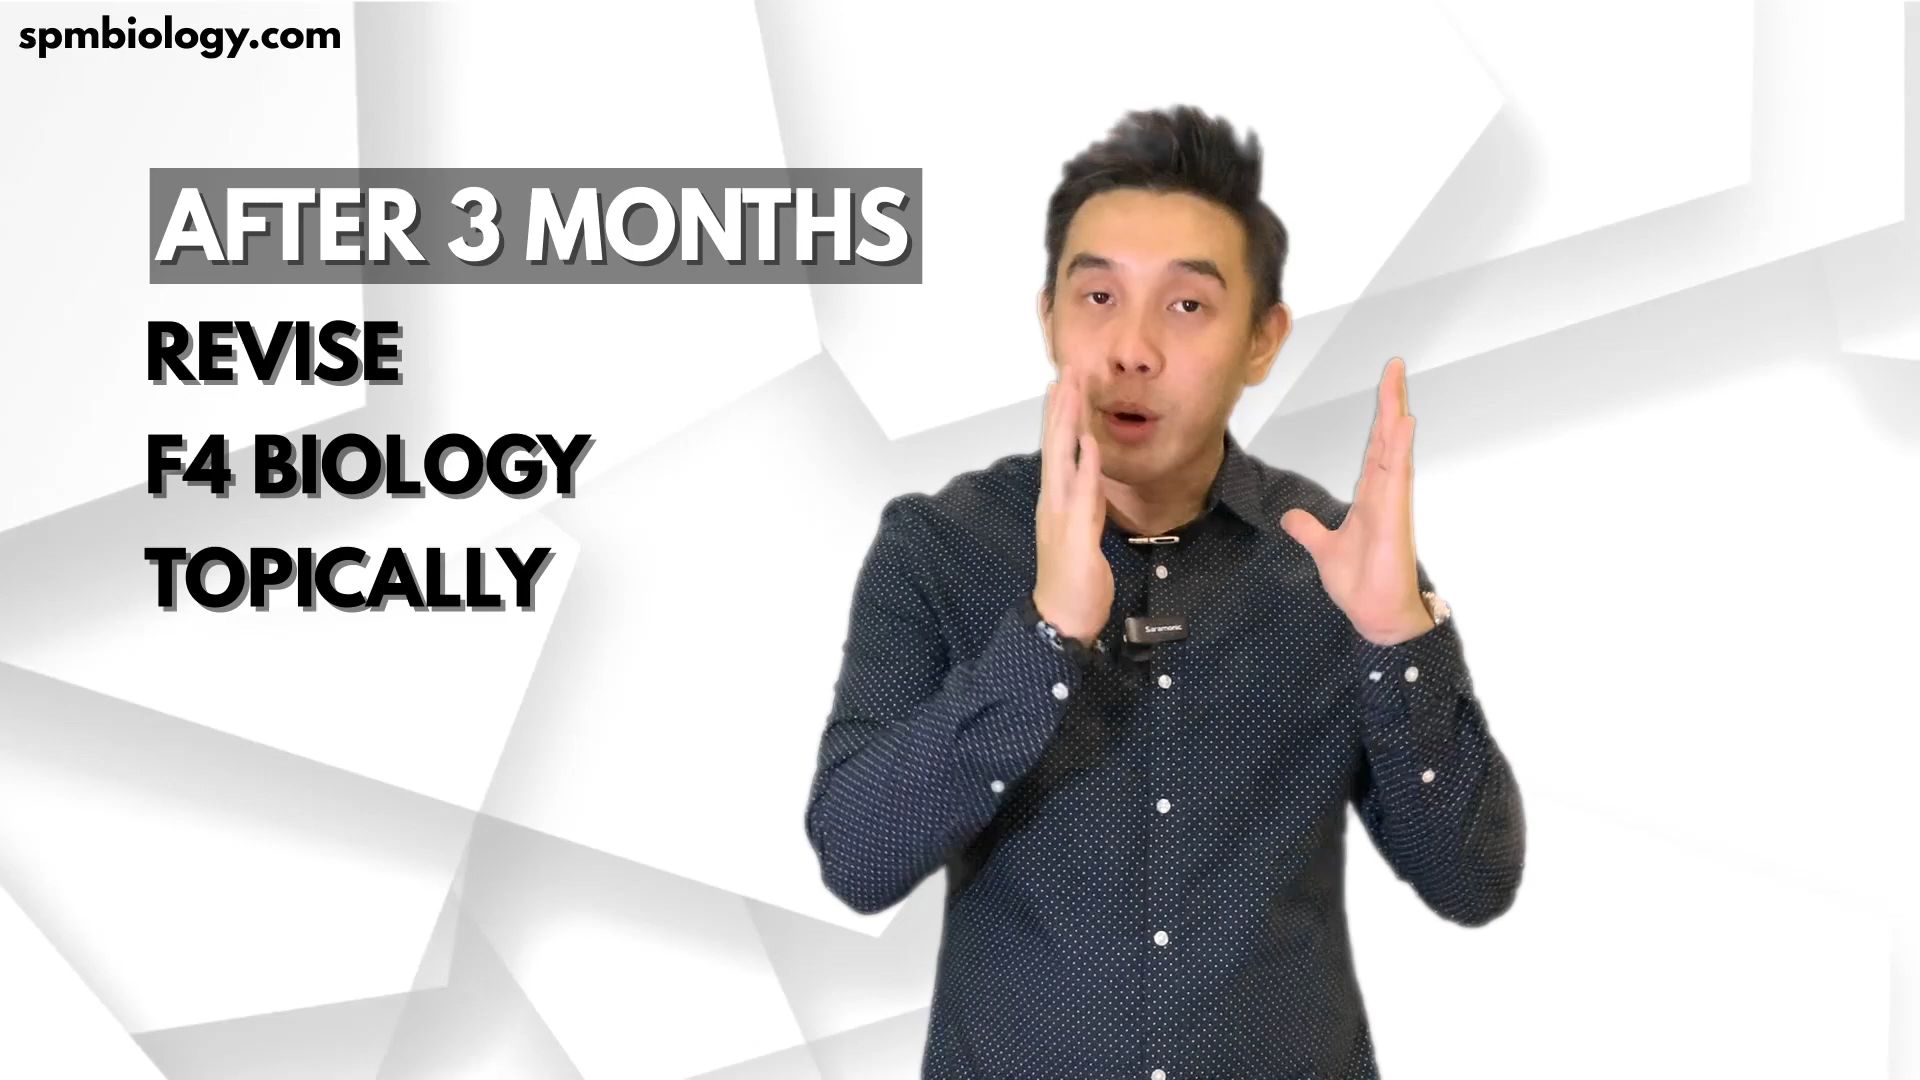 spmbiology.com
AFTER 3 MONTHS
REVISE
F4 BIOLOGY
TOPICALLY
Saramonic